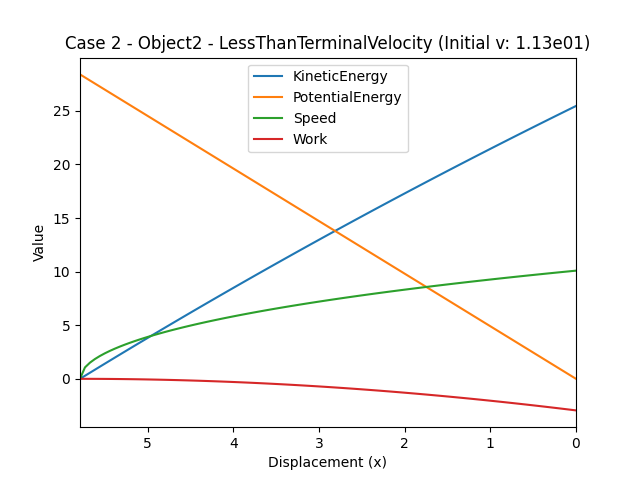 Case 2 - Object2 - LessThanTerminalVelocity (Initial v: 1.13e01)
KineticEnergy
PotentialEnergy
Speed
Work
Value
25
20
15
10
5
0
5
4
3
2
1
0
Displacement (x)